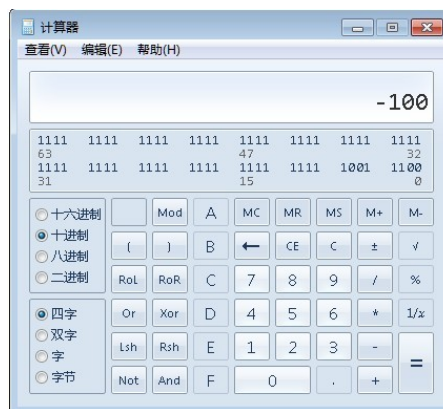 计算器
查看(V) 编辑(E) 帮助(H)
-100
1111 1111 1111 1111 1111 1111 1111 1111
63 47 32
1111 1111 1111 1111 1111 1111 1001 1100
31 15 0
十六进制 Mod A MC MR MS M+ M-
十进制 ( ) B ← CE C ± √
八进制
二进制 RoL RoR C 7 8 9 / %
四字 Or Xor D 4 5 6 * 1/x
双字
字 Lsh Rsh E 1 2 3 - =
字节 Not And F 0 . +